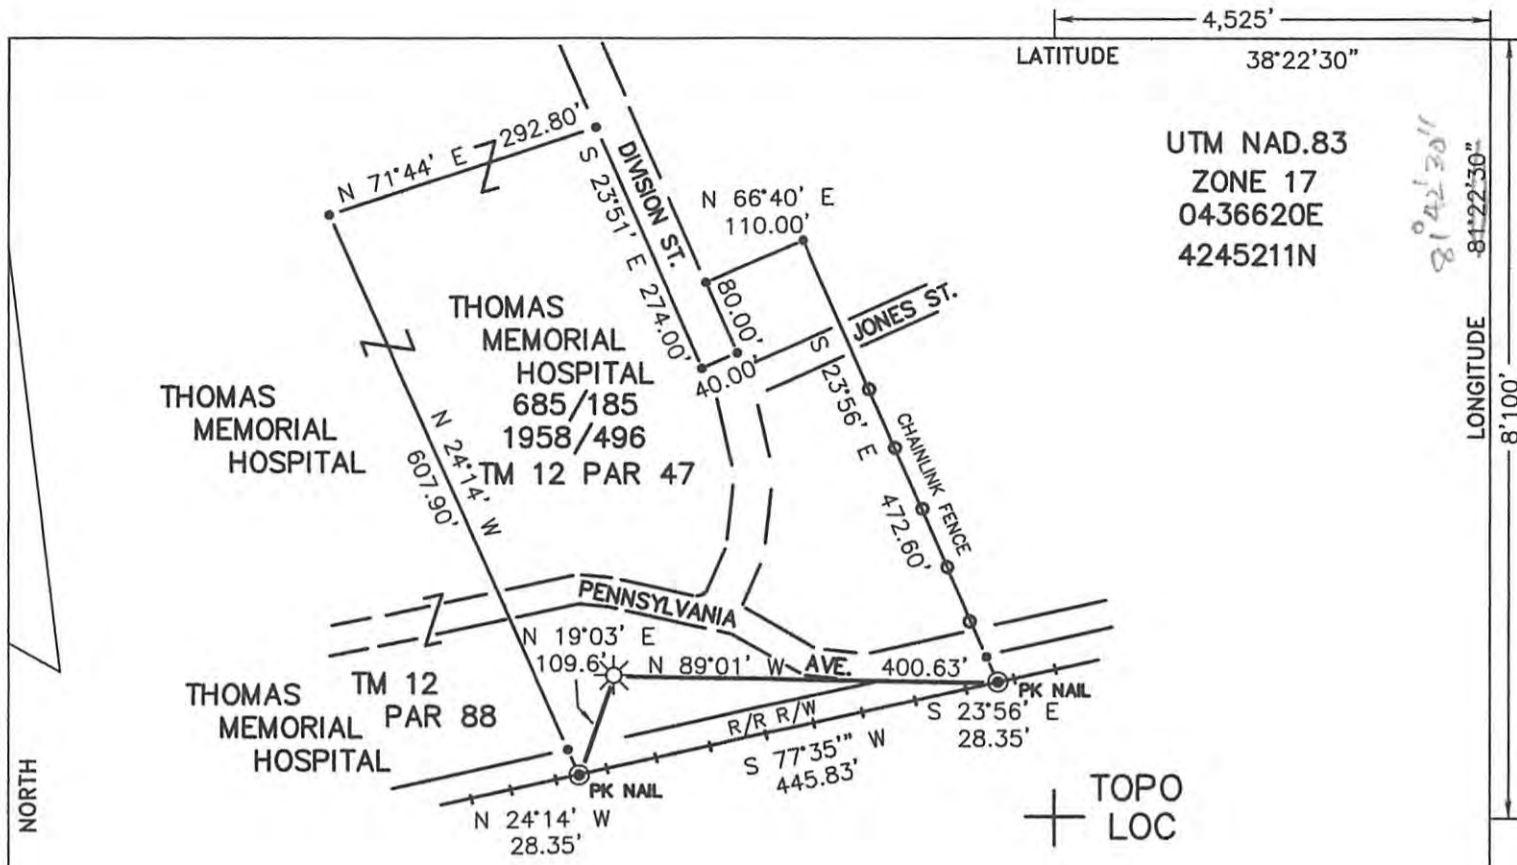 4,525'
LATITUDE 38°22'30"
UTM NAD.83
ZONE 17
0436620E
4245211N
81°42'30"
81°22'30"
LONGITUDE
8'100'
N 71°44' E 292.80'
S 23°51' E 274.00'
DIVISION ST.
N 66°40' E
110.00'
80.00'
40.00'
JONES ST.
THOMAS
MEMORIAL
HOSPITAL
685/185
1958/496
TM 12 PAR 47
THOMAS
MEMORIAL
HOSPITAL
N 24°14' W
607.90'
S 23°56' E
472.60'
CHAINLINK FENCE
PENNSYLVANIA
AVE.
N 19°03' E
109.6'
N 89°01' W 400.63'
PK NAIL
S 23°56' E
28.35'
R/R R/W
S 77°35'" W
445.83'
TM 12
PAR 88
THOMAS
MEMORIAL
HOSPITAL
PK NAIL
N 24°14' W
28.35'
TOPO
LOC
NORTH